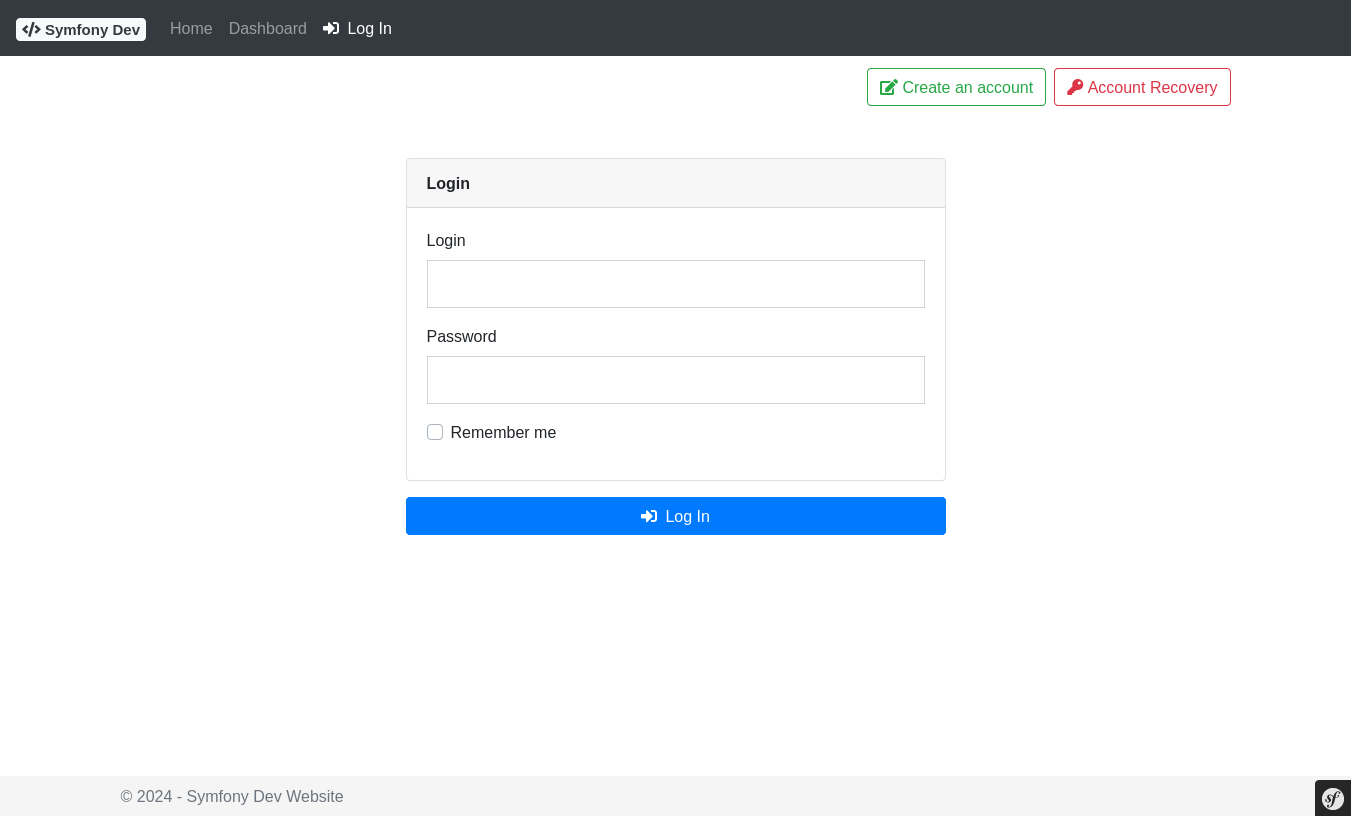 Symfony Dev Home Dashboard Log In
Create an account Account Recovery
Login
Login
Password
Remember me
Log In
© 2024 - Symfony Dev Website
sf